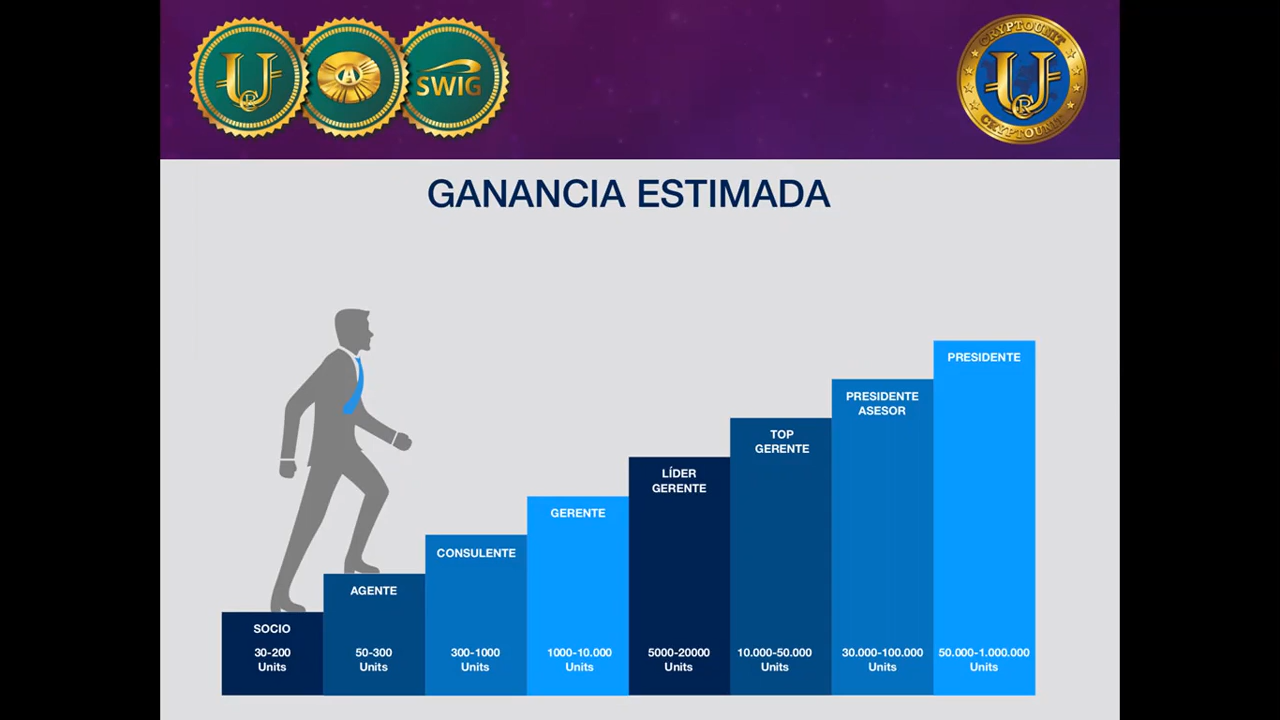 SWIG
CRYPTOUNIT
CRYPTOUNIT
GANANCIA ESTIMADA
PRESIDENTE
PRESIDENTE
ASESOR
TOP
GERENTE
LÍDER
GERENTE
GERENTE
CONSULENTE
AGENTE
SOCIO
30-200
Units
50-300
Units
300-1000
Units
1000-10.000
Units
5000-20000
Units
10.000-50.000
Units
30.000-100.000
Units
50.000-1.000.000
Units